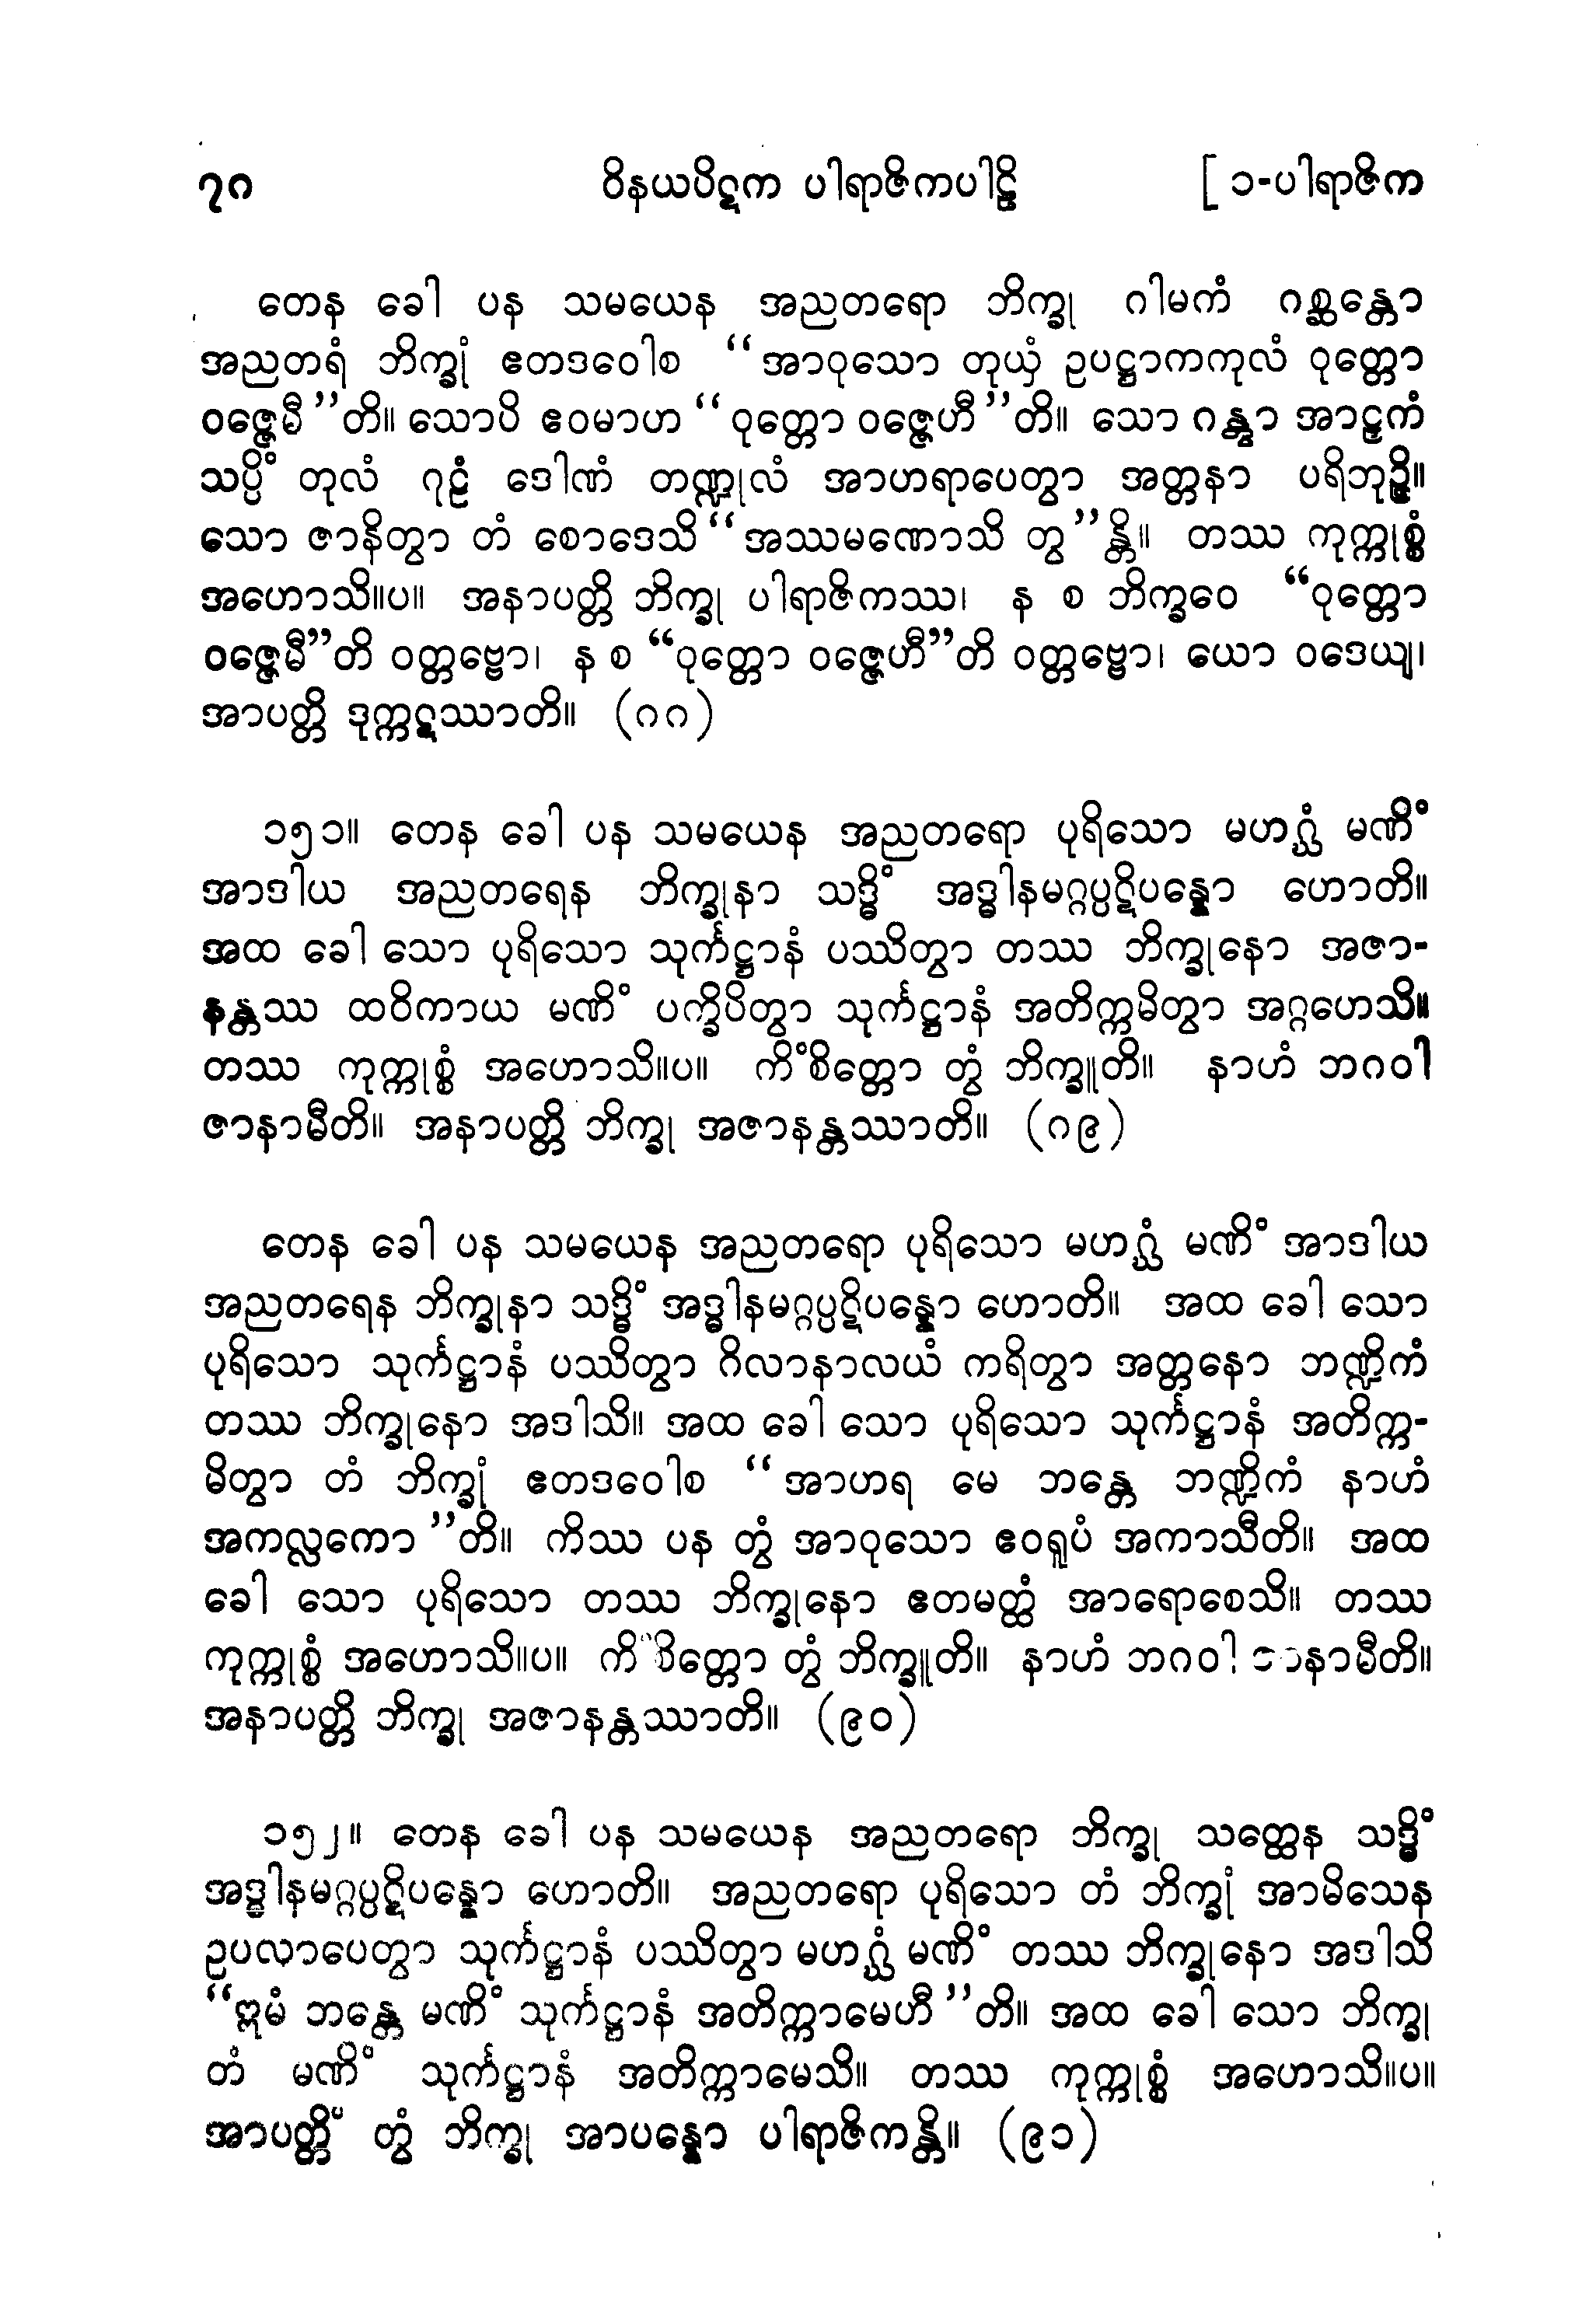 ၇၈ ဝိနယပိဋက ပါရာဇိကပါဠိ [ ၁-ပါရာဇိက
တေန ခေါ ပန သမယေန အညတရော ဘိက္ခု ဂါမကံ ဂစ္ဆန္တော
အညတရံ ဘိက္ခုံ ဧတဒဝေါစ “အာဝုသော တုယှံ ဥပဋ္ဌာကကုလံ ဝုတ္တော
ဝဇ္ဇေမီ”တိ။ သောပိ ဧဝမာဟ “ဝုတ္တော ဝဇ္ဇေဟီ”တိ။ သော ဂန္တွာ အာဠှကံ
သပ္ပိံ တုလံ ဂုဠံ ဒေါဏံ တဏ္ဍုလံ အာဟရာပေတွာ အတ္တနာ ပရိဘုဉ္ဇိ။
သော ဇာနိတွာ တံ စောဒေသိ “အဿမဏောသိ တွ”န္တိ။ တဿ ကုက္ကုစ္စံ
အဟောသိ။ပ။ အနာပတ္တိ ဘိက္ခု ပါရာဇိကဿ၊ န စ ဘိက္ခဝေ “ဝုတ္တော
ဝဇ္ဇေမီ”တိ ဝတ္တဗ္ဗော၊ န စ “ဝုတ္တော ဝဇ္ဇေဟီ”တိ ဝတ္တဗ္ဗော၊ ယော ဝဒေယျ၊
အာပတ္တိ ဒုက္ကဋဿာတိ။ (၈၈)
၁၅၁။ တေန ခေါ ပန သမယေန အညတရော ပုရိသော မဟဂ္ဃံ မဏိံ
အာဒါယ အညတရေန ဘိက္ခုနာ သဒ္ဓိံ အဒ္ဓါနမဂ္ဂပ္ပဋိပန္နော ဟောတိ။
အထ ခေါ သော ပုရိသော သုင်္ကဋ္ဌာနံ ပဿိတွာ တဿ ဘိက္ခုနော အဇာ-
နန္တဿ ထဝိကာယ မဏိံ ပက္ခိပိတွာ သုင်္ကဋ္ဌာနံ အတိက္ကမိတွာ အဂ္ဂဟေသိ။
တဿ ကုက္ကုစ္စံ အဟောသိ။ပ။ ကိံစိတ္တော တွံ ဘိက္ခူတိ။ နာဟံ ဘဂဝါ
ဇာနာမီတိ။ အနာပတ္တိ ဘိက္ခု အဇာနန္တဿာတိ။ (၈၉)
တေန ခေါ ပန သမယေန အညတရော ပုရိသော မဟဂ္ဃံ မဏိံ အာဒါယ
အညတရေန ဘိက္ခုနာ သဒ္ဓိံ အဒ္ဓါနမဂ္ဂပ္ပဋိပန္နော ဟောတိ။ အထ ခေါ သော
ပုရိသော သုင်္ကဋ္ဌာနံ ပဿိတွာ ဂိလာနာလယံ ကရိတွာ အတ္တနော ဘဏ္ဍိကံ
တဿ ဘိက္ခုနော အဒါသိ။ အထ ခေါ သော ပုရိသော သုင်္ကဋ္ဌာနံ အတိက္က-
မိတွာ တံ ဘိက္ခုံ ဧတဒဝေါစ “အာဟရ မေ ဘန္တေ ဘဏ္ဍိကံ နာဟံ
အကလ္လကော”တိ။ ကိဿ ပန တွံ အာဝုသော ဧဝရူပံ အကာသီတိ။ အထ
ခေါ သော ပုရိသော တဿ ဘိက္ခုနော ဧတမတ္ထံ အာရောစေသိ။ တဿ
ကုက္ကုစ္စံ အဟောသိ။ပ။ ကိံစိတ္တော တွံ ဘိက္ခူတိ။ နာဟံ ဘဂဝါ ဇာနာမီတိ။
အနာပတ္တိ ဘိက္ခု အဇာနန္တဿာတိ။ (၉၀)
၁၅၂။ တေန ခေါ ပန သမယေန အညတရော ဘိက္ခု သတ္ထေန သဒ္ဓိံ
အဒ္ဓါနမဂ္ဂပ္ပဋိပန္နော ဟောတိ။ အညတရော ပုရိသော တံ ဘိက္ခုံ အာမိသေန
ဥပလာပေတွာ သုင်္ကဋ္ဌာနံ ပဿိတွာ မဟဂ္ဃံ မဏိံ တဿ ဘိက္ခုနော အဒါသိ
“ဣမံ ဘန္တေ မဏိံ သုင်္ကဋ္ဌာနံ အတိက္ကာမေဟီ”တိ။ အထ ခေါ သော ဘိက္ခု
တံ မဏိံ သုင်္ကဋ္ဌာနံ အတိက္ကာမေသိ။ တဿ ကုက္ကုစ္စံ အဟောသိ။ပ။
အာပတ္တိံ တွံ ဘိက္ခု အာပန္နော ပါရာဇိကန္တိ။ (၉၁)